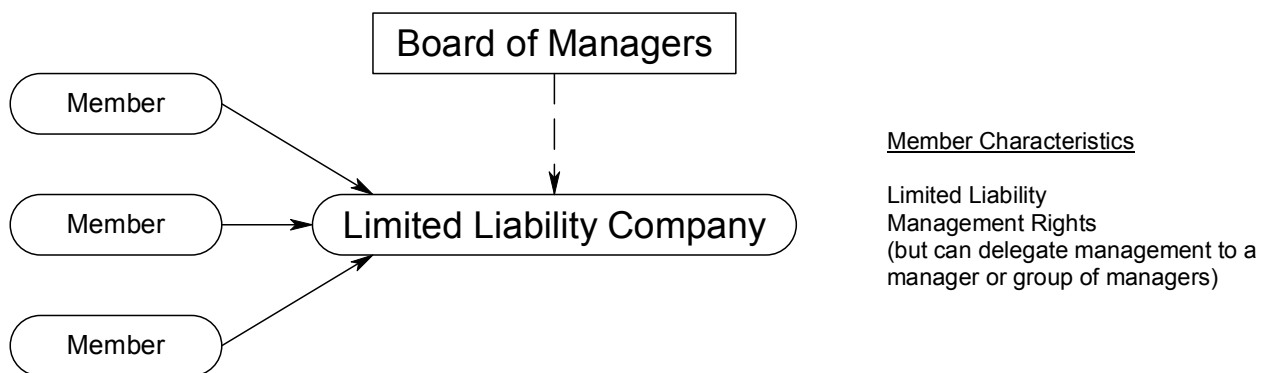 Board of Managers
Member
Member
Limited Liability Company
Member
Member Characteristics
Limited Liability
Management Rights
(but can delegate management to a
manager or group of managers)